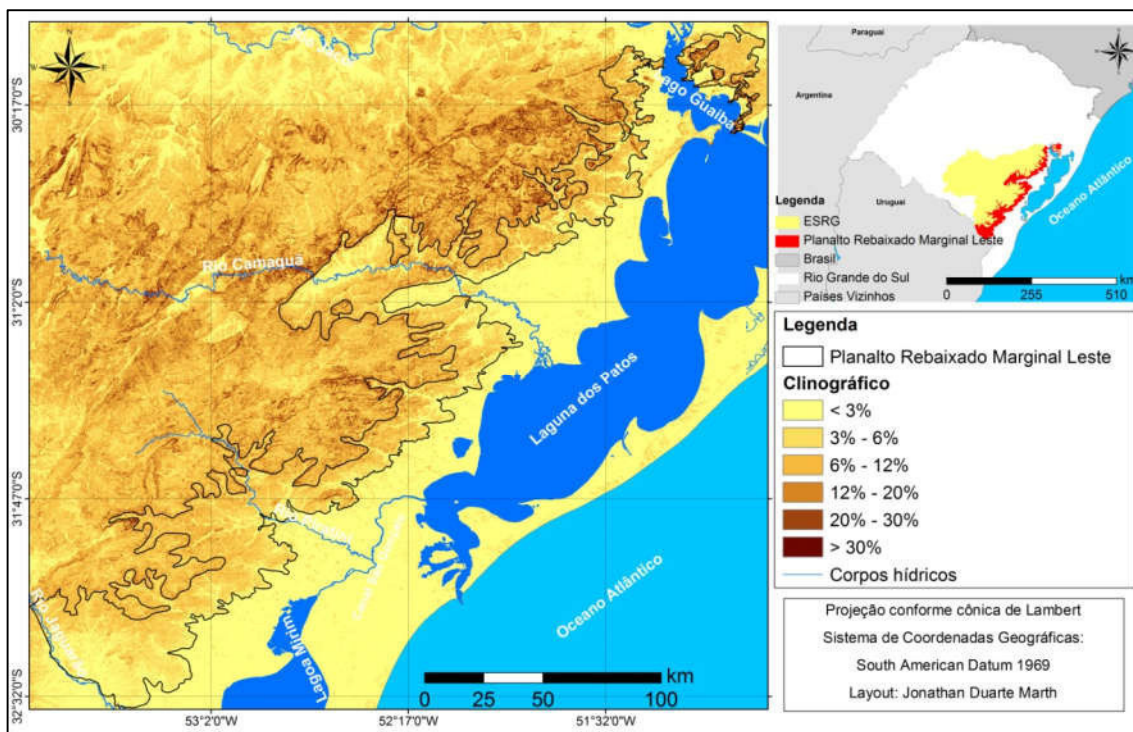 N
W
E
S
30°17'0"S
31°2'0"S
31°47'0"S
32°32'0"S
53°2'0"W
52°17'0"W
51°32'0"W
Lago Guaíba
Rio Camaquã
Laguna dos Patos
Oceano Atlântico
Lagoa Mirim
km
0 25 50 100
Paraguai
Argentina
Uruguai
Oceano Atlântico
Legenda
ESRG
Planalto Rebaixado Marginal Leste
Brasil
Rio Grande do Sul
Países Vizinhos
km
0 255 510
Legenda
Planalto Rebaixado Marginal Leste
Clinográfico
< 3%
3% - 6%
6% - 12%
12% - 20%
20% - 30%
> 30%
Corpos hídricos
Projeção conforme cônica de Lambert
Sistema de Coordenadas Geográficas:
South American Datum 1969
Layout: Jonathan Duarte Marth